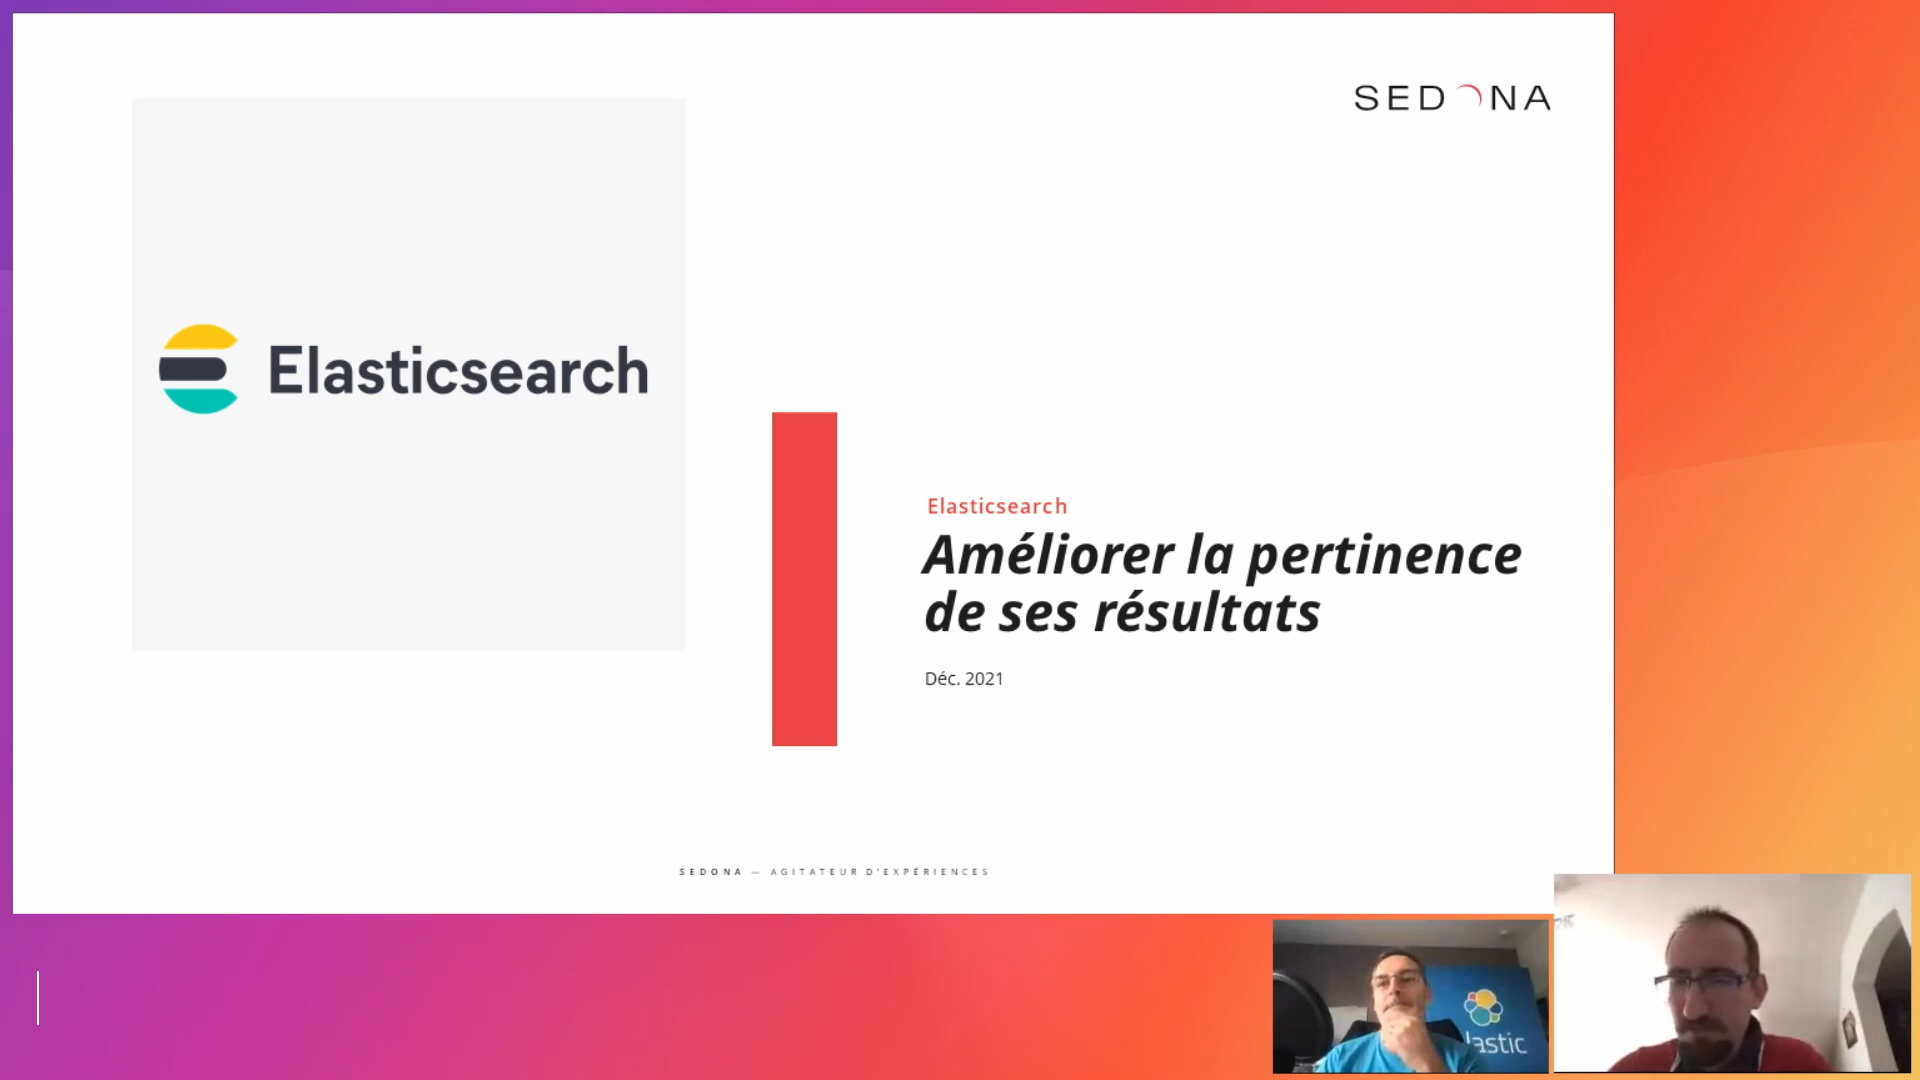 SEDONA
Elasticsearch
Elasticsearch
Améliorer la pertinence
de ses résultats
Déc. 2021
SEDONA — AGITATEUR D'EXPÉRIENCES
lastic